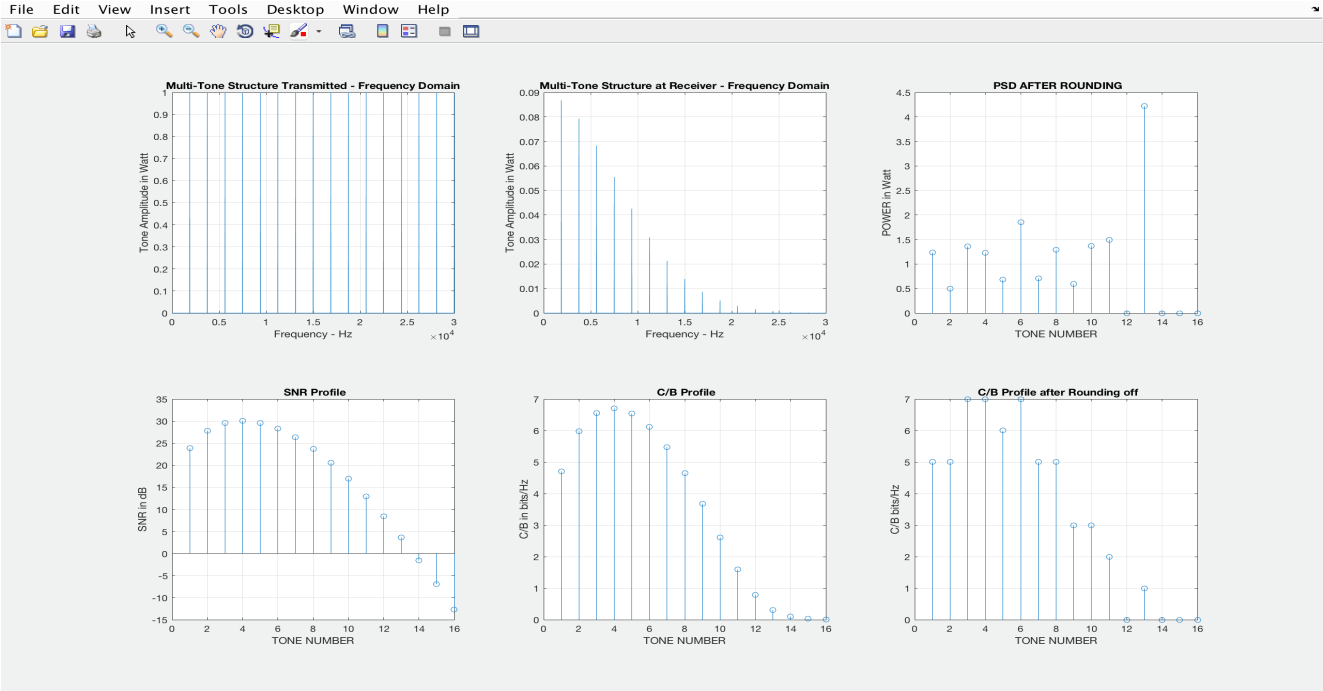 File Edit View Insert Tools Desktop Window Help
Multi-Tone Structure Transmitted - Frequency Domain
Tone Amplitude in Watt
1
0.9
0.8
0.7
0.6
0.5
0.4
0.3
0.2
0.1
0
0 0.5 1 1.5 2 2.5 3
Frequency - Hz
×10^4
Multi-Tone Structure at Receiver - Frequency Domain
Tone Amplitude in Watt
0.09
0.08
0.07
0.06
0.05
0.04
0.03
0.02
0.01
0
0 0.5 1 1.5 2 2.5 3
Frequency - Hz
×10^4
PSD AFTER ROUNDING
POWER in Watt
4.5
4
3.5
3
2.5
2
1.5
1
0.5
0
0 2 4 6 8 10 12 14 16
TONE NUMBER
SNR Profile
SNR in dB
35
30
25
20
15
10
5
0
-5
-10
-15
0 2 4 6 8 10 12 14 16
TONE NUMBER
C/B Profile
C/B in bits/Hz
7
6
5
4
3
2
1
0
0 2 4 6 8 10 12 14 16
TONE NUMBER
C/B Profile after Rounding off
C/B bits/Hz
7
6
5
4
3
2
1
0
0 2 4 6 8 10 12 14 16
TONE NUMBER